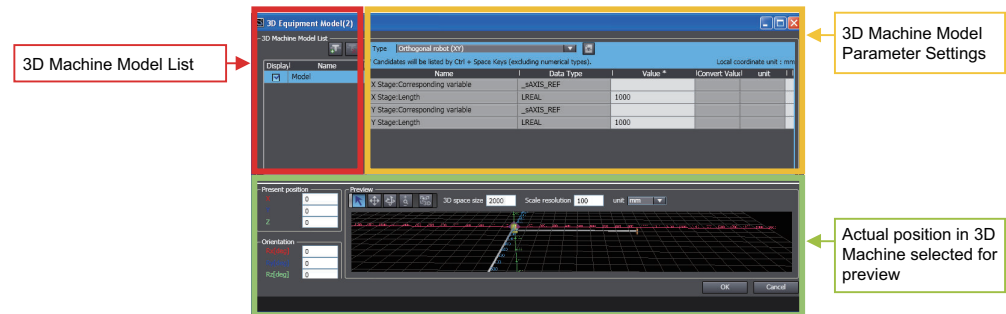 3D Equipment Model(2)
3D Machine Model List
Display
Name
Model
Type Orthogonal robot (XY)
Candidates will be listed by Ctrl + Space Keys (excluding numerical types). Local coordinate unit : mm
Name Data Type Value * Convert Value unit
X Stage:Corresponding variable _sAXIS_REF
X Stage:Length LREAL 1000
Y Stage:Corresponding variable _sAXIS_REF
Y Stage:Length LREAL 1000
3D Machine Model List
3D Machine Model
Parameter Settings
Present position
0
0
Z 0
Orientation
0
0
Rz[deg] 0
Preview
3D space size 2000 Scale resolution 100 unit mm
OK Cancel
Actual position in 3D
Machine selected for
preview